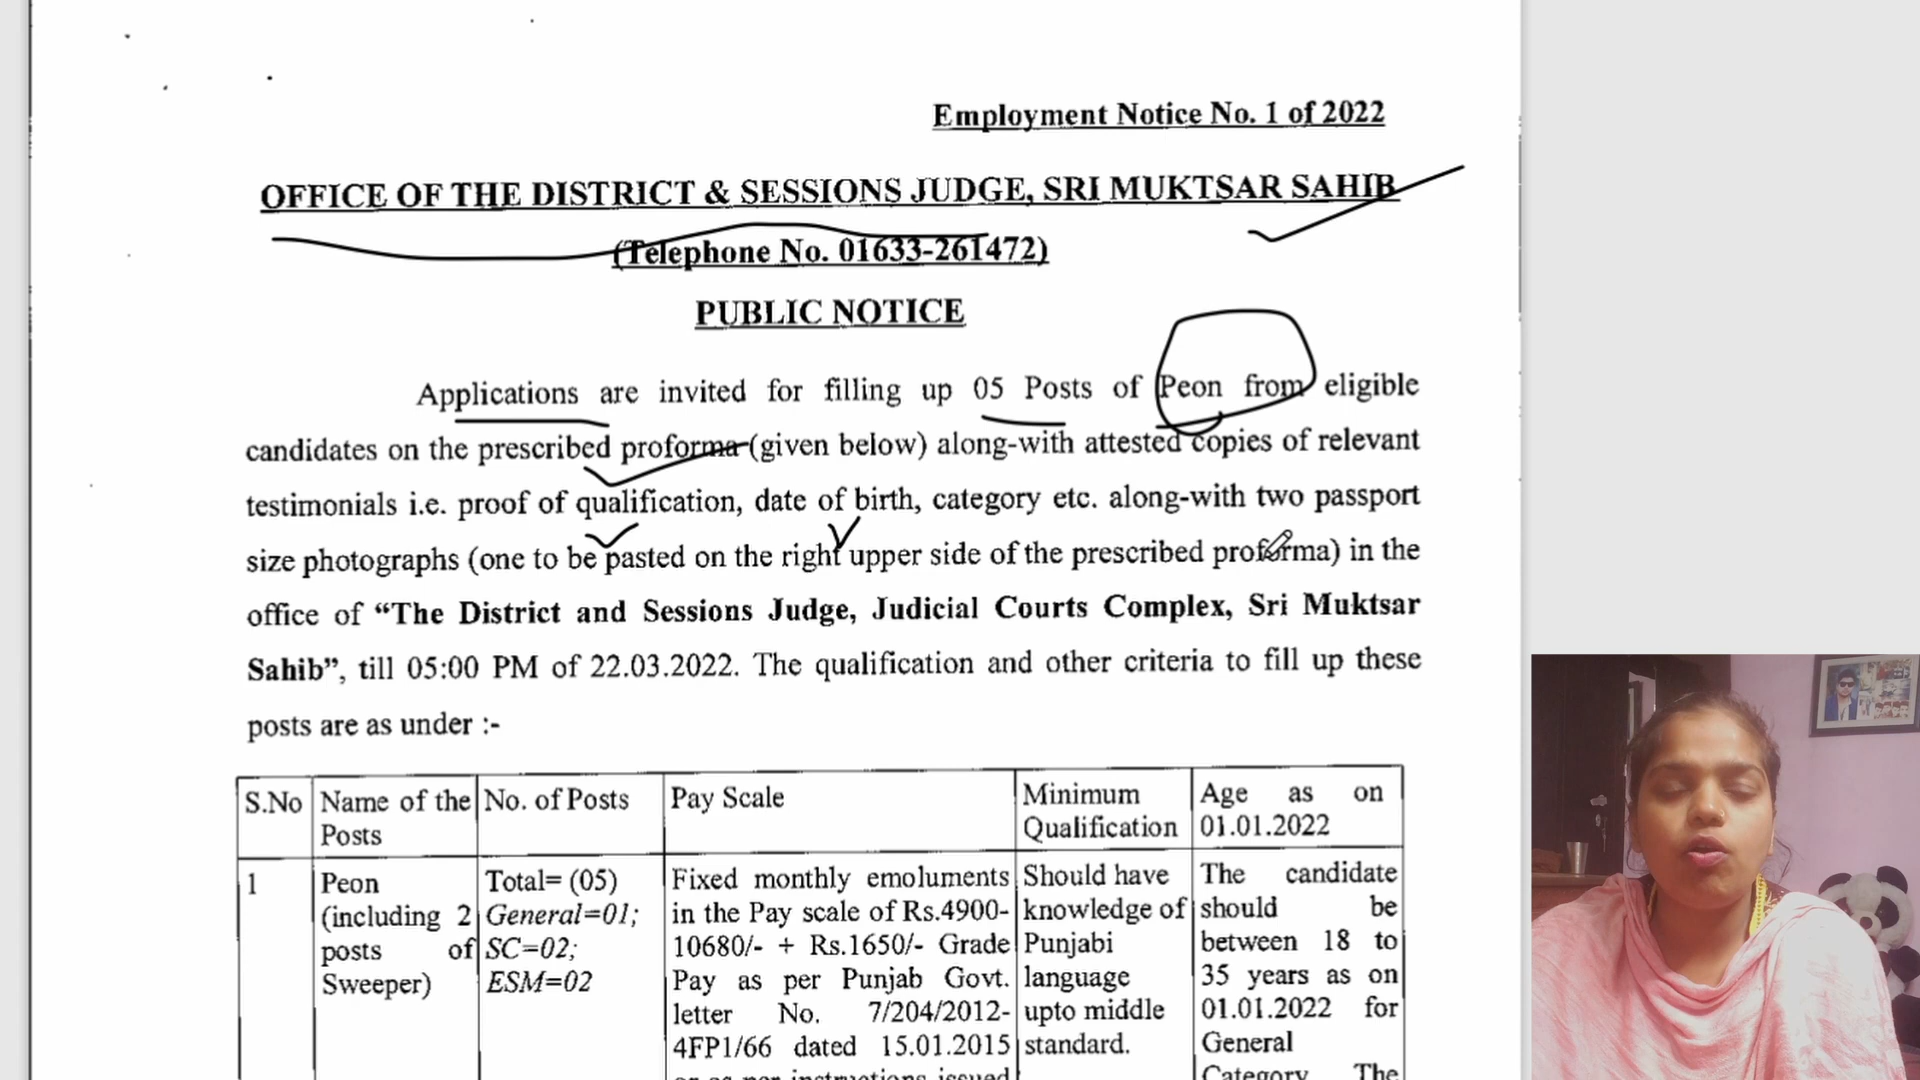 Employment Notice No. 1 of 2022
OFFICE OF THE DISTRICT & SESSIONS JUDGE, SRI MUKTSAR SAHIB
(Telephone No. 01633-261472)
PUBLIC NOTICE
Applications are invited for filling up 05 Posts of Peon from eligible
candidates on the prescribed proforma (given below) along-with attested copies of relevant
testimonials i.e. proof of qualification, date of birth, category etc. along-with two passport
size photographs (one to be pasted on the right upper side of the prescribed proforma) in the
office of “The District and Sessions Judge, Judicial Courts Complex, Sri Muktsar
Sahib”, till 05:00 PM of 22.03.2022. The qualification and other criteria to fill up these
posts are as under :-
S.No
Name of the
Posts
No. of Posts
Pay Scale
Minimum
Qualification
Age as on
01.01.2022
1
Peon
(including 2
posts of
Sweeper)
Total= (05)
General=01;
SC=02;
ESM=02
Fixed monthly emoluments
in the Pay scale of Rs.4900-
10680/- + Rs.1650/- Grade
Pay as per Punjab Govt.
letter No. 7/204/2012-
4FP1/66 dated 15.01.2015
or as per instructions issued
Should have
knowledge of
Punjabi
language
upto middle
standard.
The candidate
should be
between 18 to
35 years as on
01.01.2022 for
General
Category. The